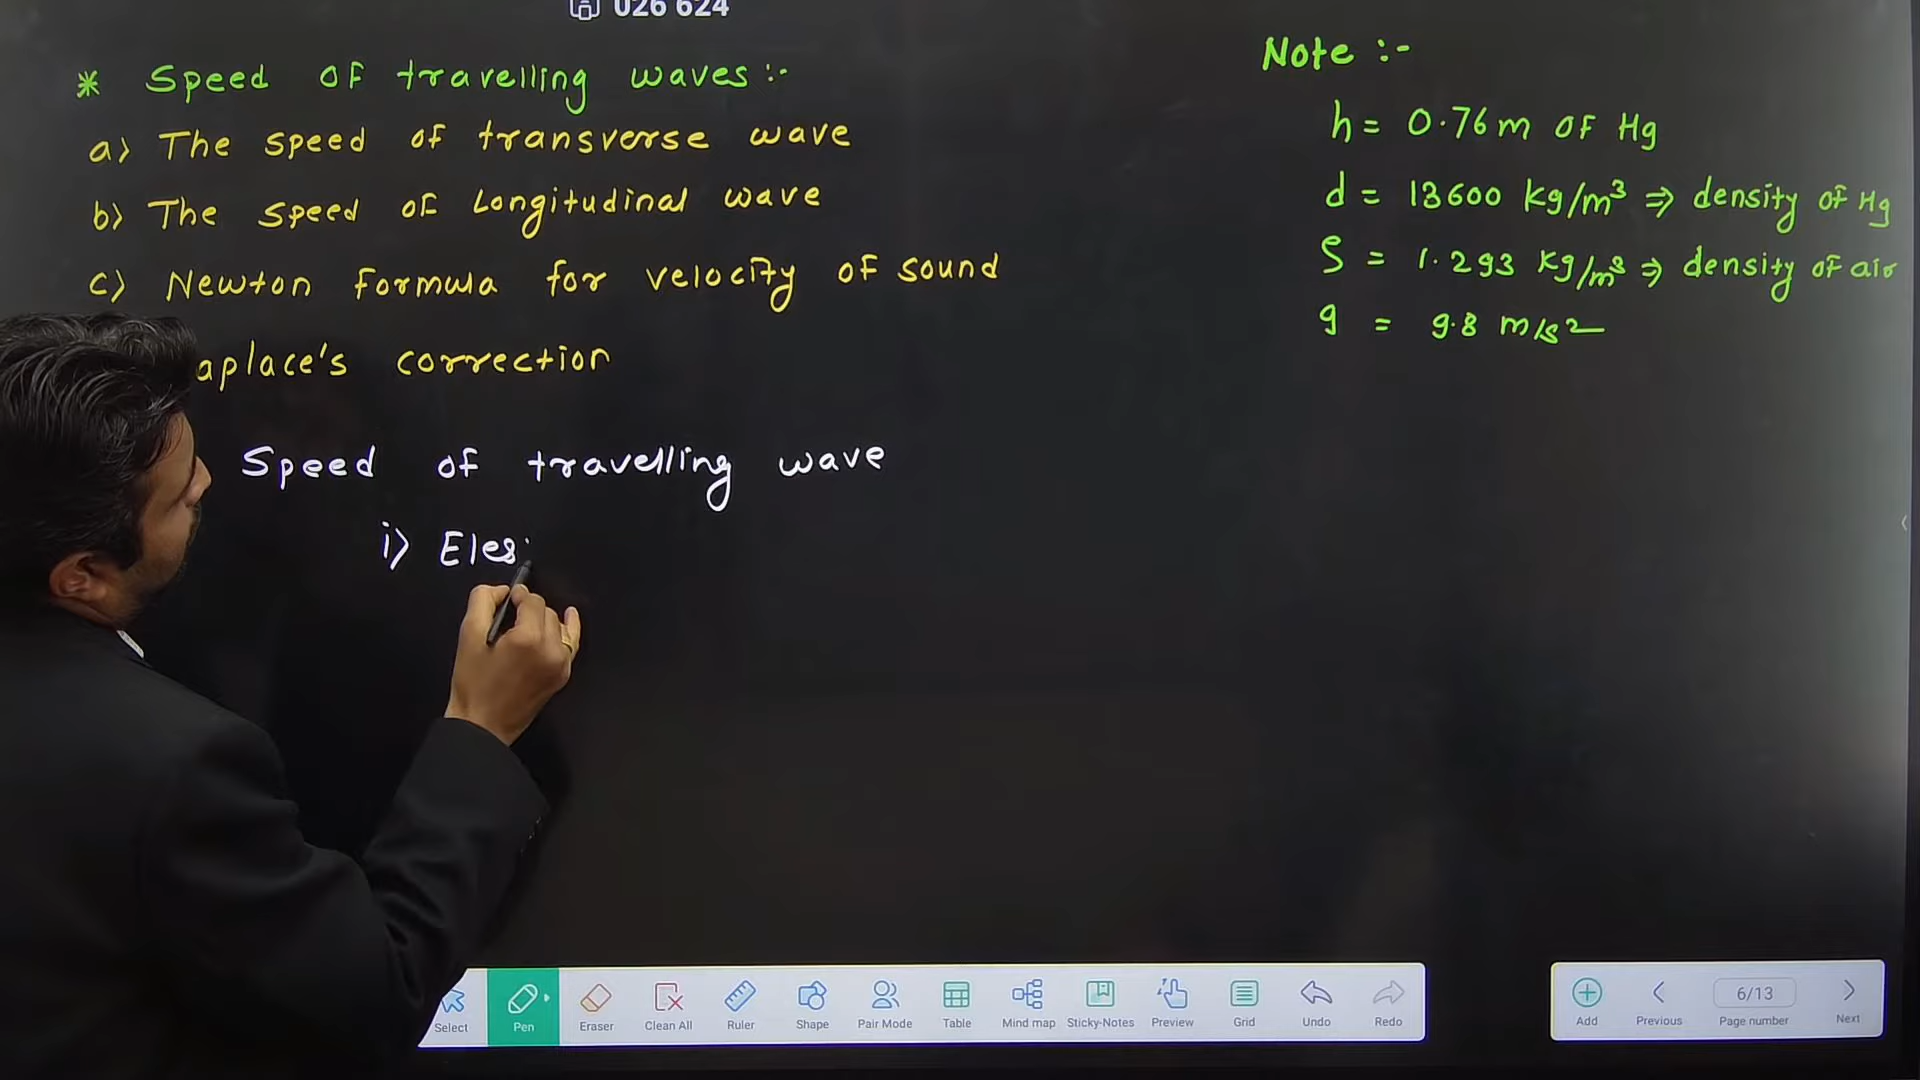 026 624
* Speed of travelling waves :-
a) The speed of transverse wave
b) The speed of Longitudinal wave
c) Newton formula for velocity of sound
aplace's correction
Speed of travelling wave
i) Eles
Note :-
h = 0.76 m of Hg
d = 13600 kg/m³ ⇒ density of Hg
ρ = 1.293 kg/m³ ⇒ density of air
g = 9.8 m/s²
Select Pen Eraser Clean All Ruler Shape Pair Mode Table Mind map Sticky-Notes Preview Grid Undo Redo
6/13
Add Previous Page number Next